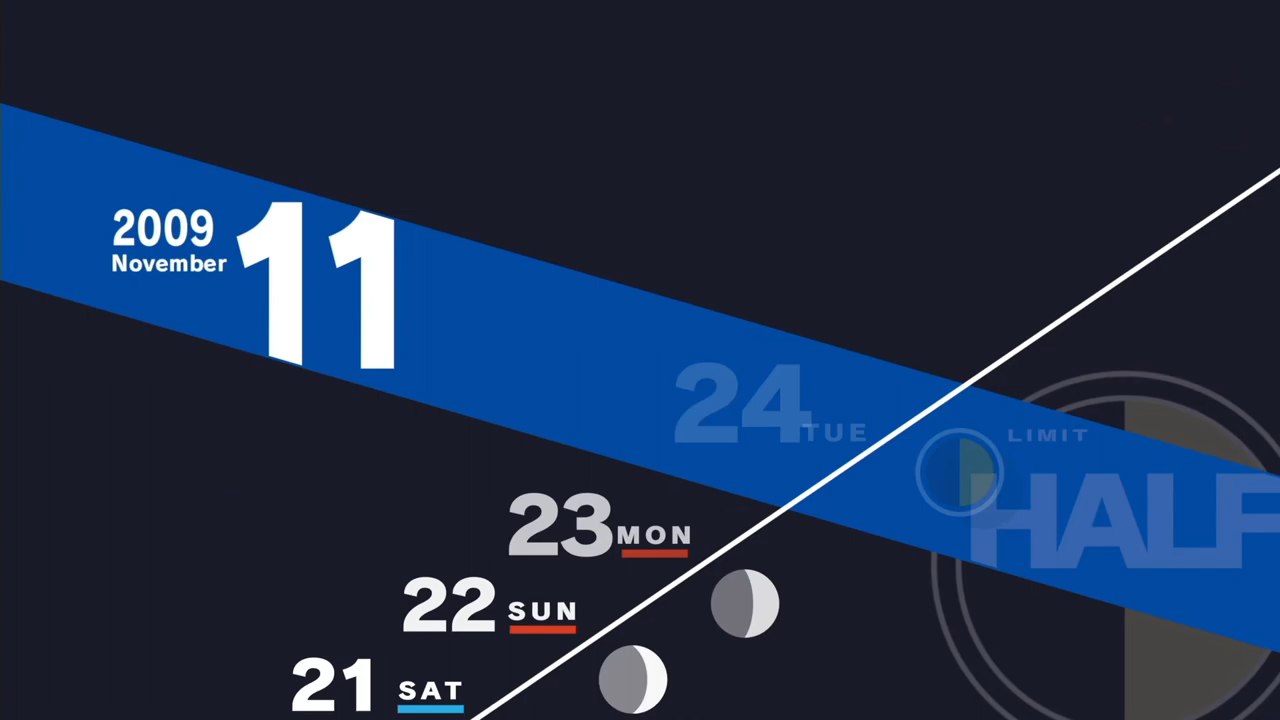 2009
November
11
24 TUE
LIMIT
HALF
23 MON
22 SUN
21 SAT